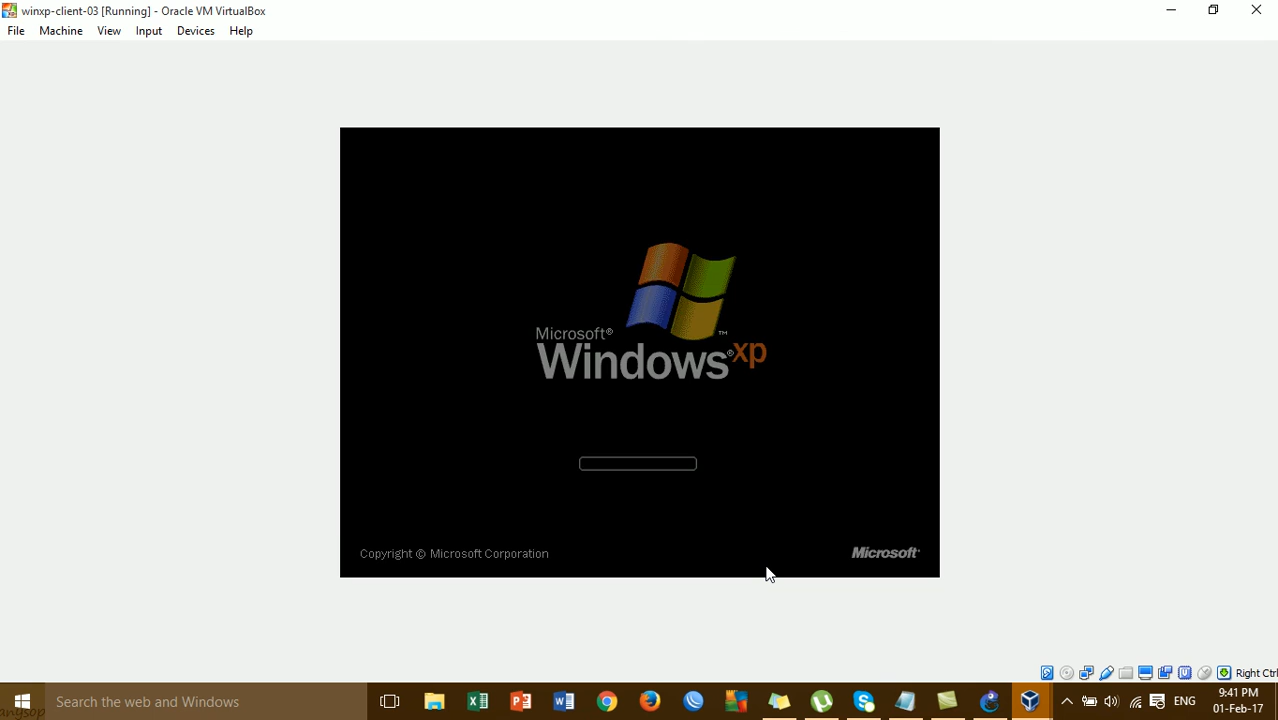 winxp-client-03 [Running] - Oracle VM VirtualBox
File Machine View Input Devices Help
Microsoft®
Windows® xp ™
Copyright © Microsoft Corporation
Microsoft®
Right Ctrl
Search the web and Windows
ENG
9:41 PM
01-Feb-17